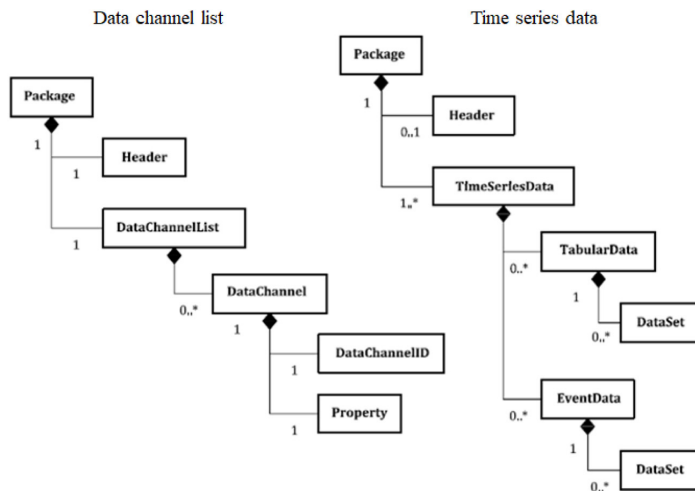 Data channel list
Package
1
Header
1
DataChannelList
1
DataChannel
0..*
1
DataChannelID
1
Property
1
Time series data
Package
1
Header
0..1
TimeSeriesData
1..*
TabularData
0..*
1
DataSet
0..*
EventData
0..*
1
DataSet
0..*